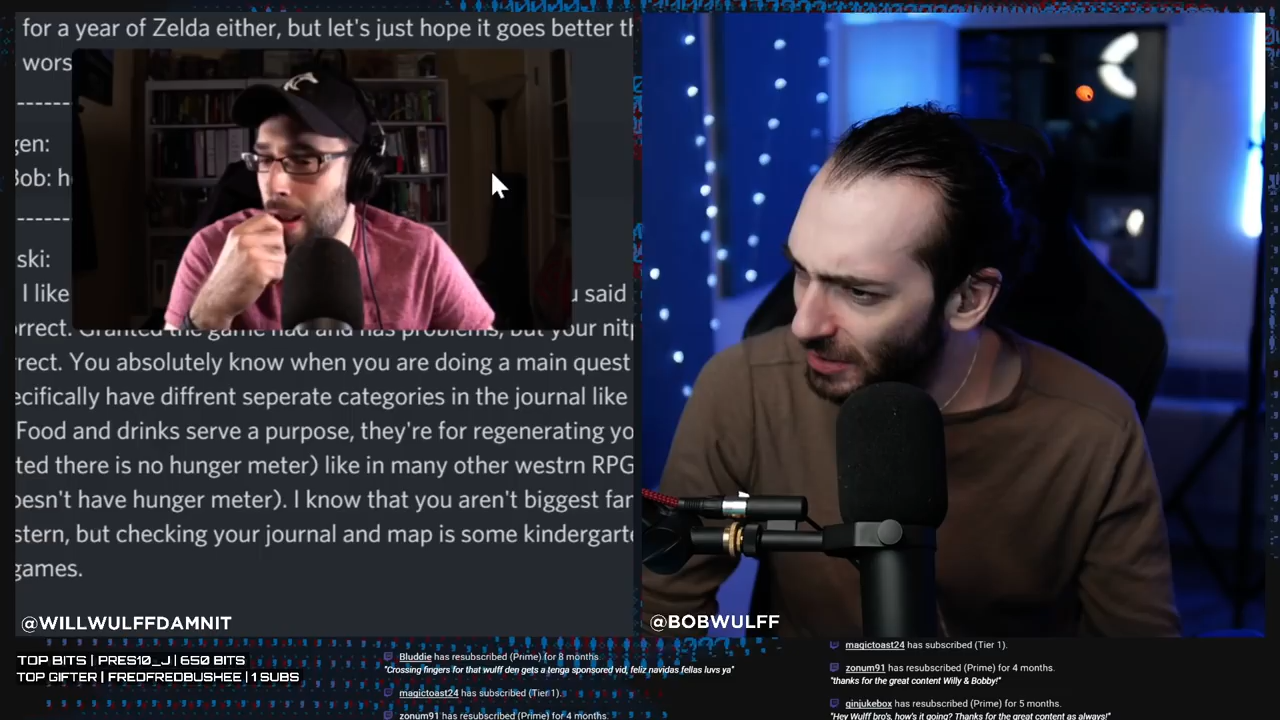 for a year of Zelda either, but let's just hope it goes better th
wors
gen:
Bob: h
ski:
I like
u said
rrect. Granted the game had and has problems, but your nitp
rrect. You absolutely know when you are doing a main quest
ecifically have diffrent seperate categories in the journal like
Food and drinks serve a purpose, they're for regenerating yo
ted there is no hunger meter) like in many other westrn RPG
oesn't have hunger meter). I know that you aren't biggest far
stern, but checking your journal and map is some kindergarte
games.
@WILLWULFFDAMNIT
@BOBWULFF
TOP BITS | PRES10_J | 650 BITS
TOP GIFTER | FREDFREDBUSHEE | 1 SUBS
Bluddie has resubscribed (Prime) for 8 months.
"Crossing fingers for that wulff den gets a tenga sponsored vid, feliz navidas fellas luvs ya"
magictoast24 has subscribed (Tier 1).
zonum91 has resubscribed (Prime) for 4 months.
magictoast24 has subscribed (Tier 1).
zonum91 has resubscribed (Prime) for 4 months.
"thanks for the great content Willy & Bobby!"
ginjukebox has resubscribed (Prime) for 5 months.
"Hey Wulff bro's, how's it going? Thanks for the great content as always!"